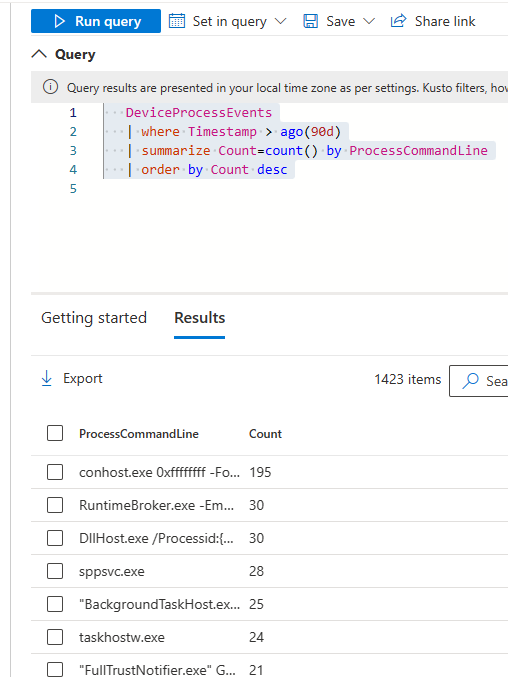 Run query Set in query Save Share link
Query
Query results are presented in your local time zone as per settings. Kusto filters, how
1 DeviceProcessEvents
2 | where Timestamp > ago(90d)
3 | summarize Count=count() by ProcessCommandLine
4 | order by Count desc
5
Getting started Results
Export 1423 items Sea
ProcessCommandLine Count
conhost.exe 0xffffffff -Fo... 195
RuntimeBroker.exe -Em... 30
DllHost.exe /Processid:{... 30
sppsvc.exe 28
"BackgroundTaskHost.ex... 25
taskhostw.exe 24
"FullTrustNotifier.exe" G... 21